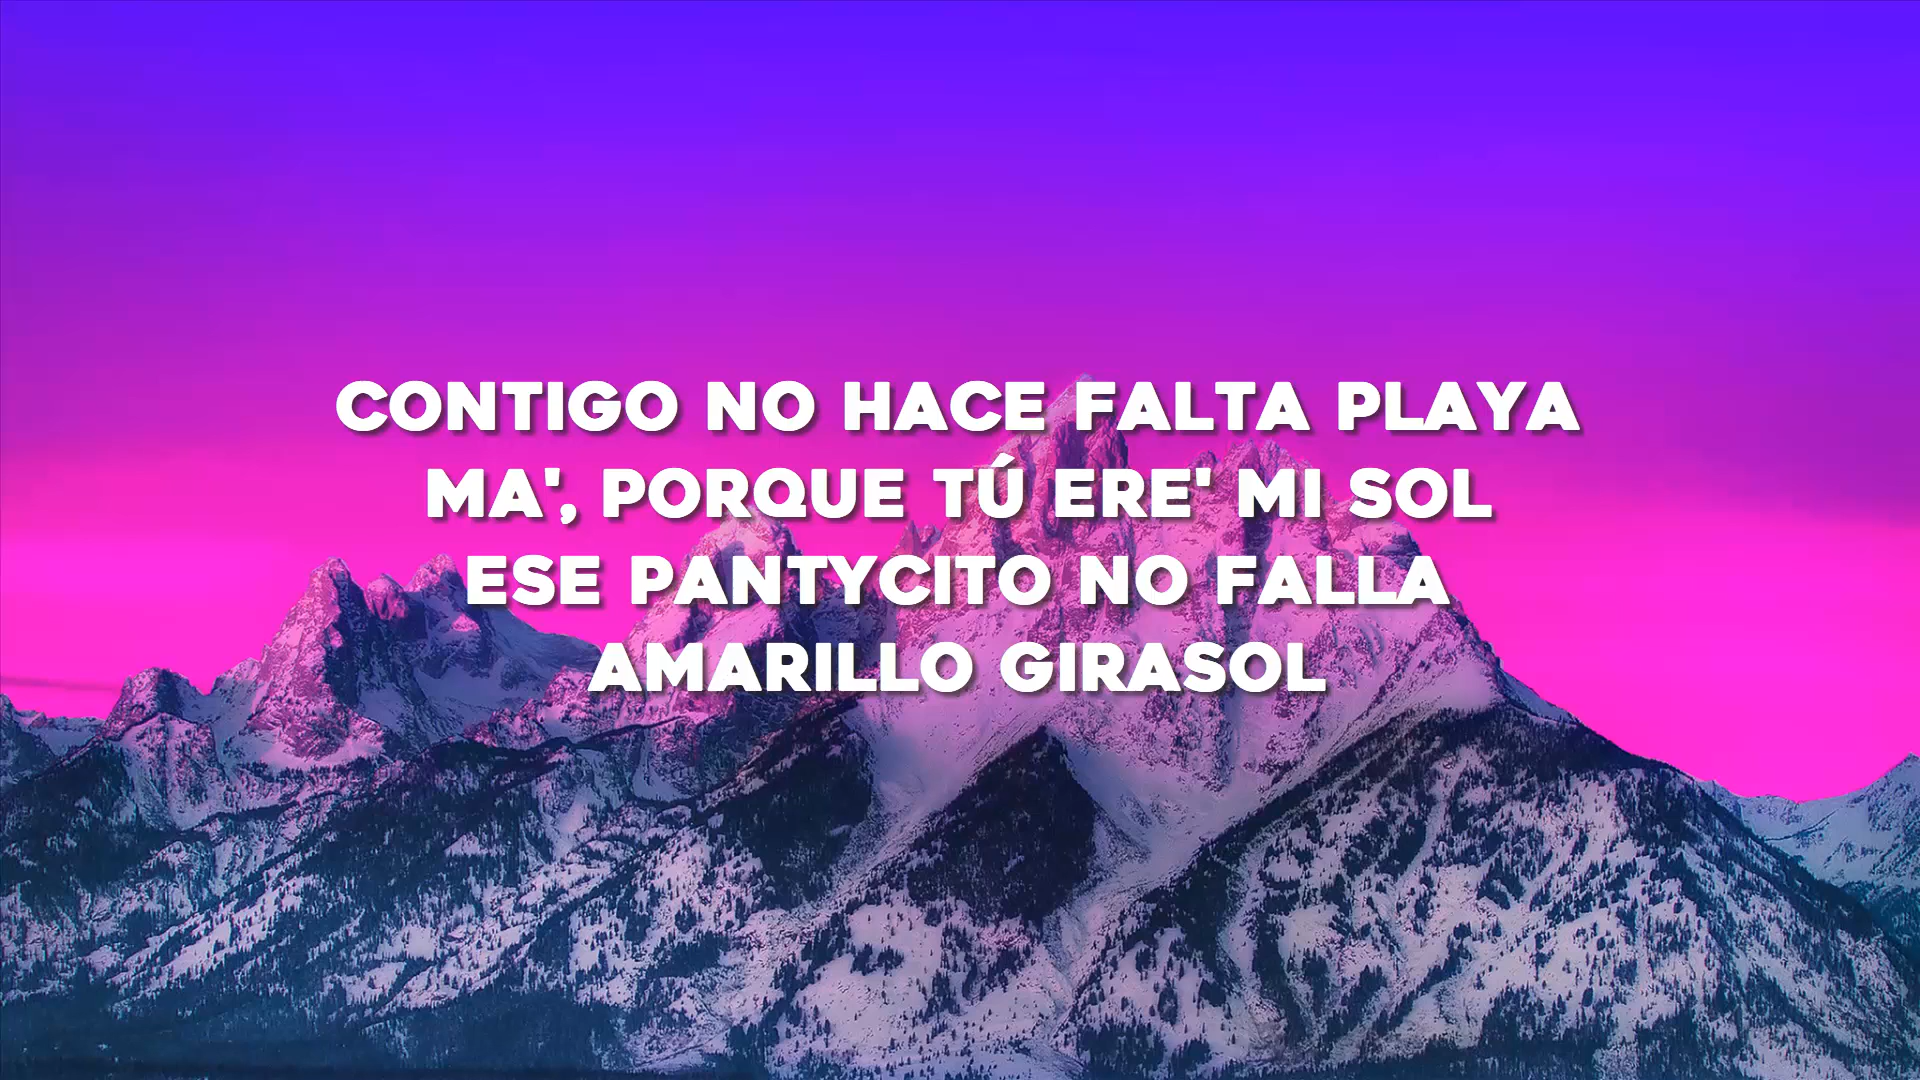 CONTIGO NO HACE FALTA PLAYA
MA', PORQUE TÚ ERE' MI SOL
ESE PANTYCITO NO FALLA
AMARILLO GIRASOL